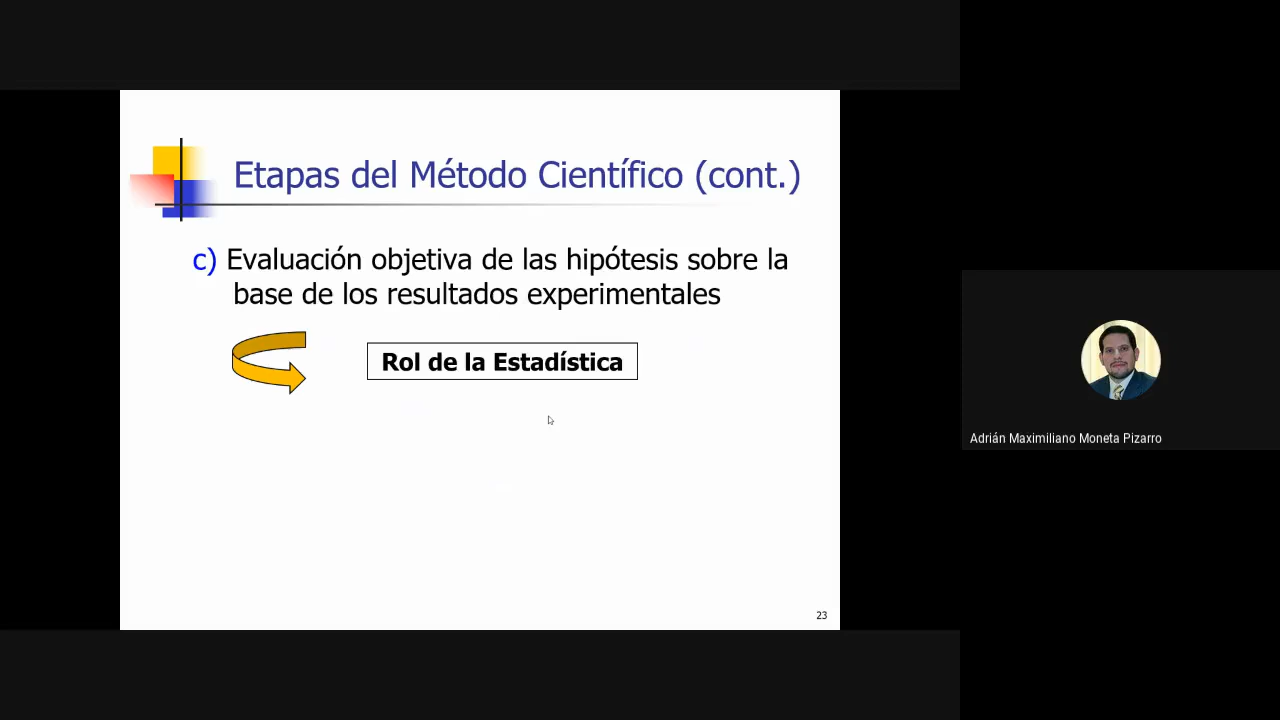 Etapas del Método Científico (cont.)
c) Evaluación objetiva de las hipótesis sobre la
base de los resultados experimentales
Rol de la Estadística
23
Adrián Maximiliano Moneta Pizarro